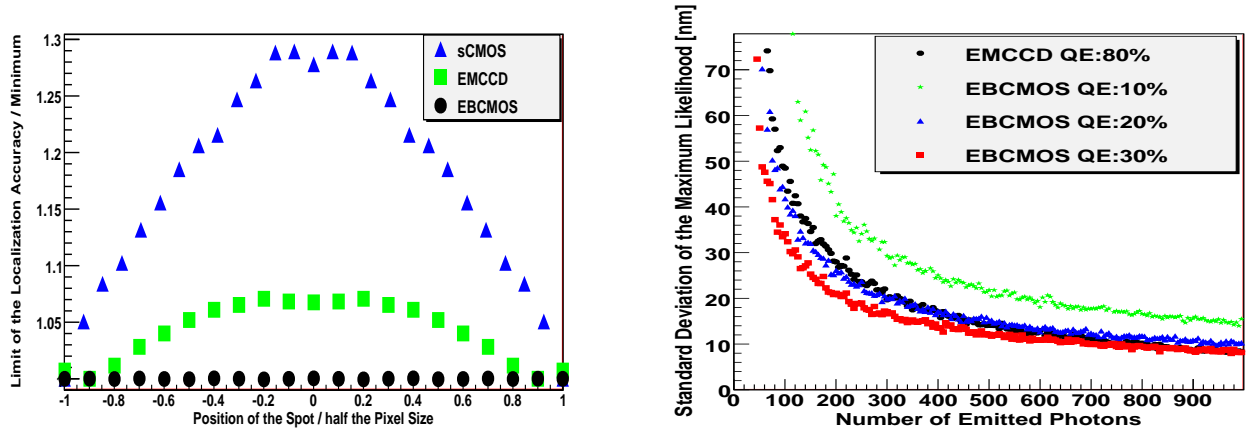 Limit of the Localization Accuracy / Minimum
1.3
1.25
1.2
1.15
1.1
1.05
1
-1 -0.8 -0.6 -0.4 -0.2 0 0.2 0.4 0.6 0.8 1
Position of the Spot / half the Pixel Size
sCMOS
EMCCD
EBCMOS
Standard Deviation of the Maximum Likelihood [nm]
70
60
50
40
30
20
10
0
0 100 200 300 400 500 600 700 800 900
Number of Emitted Photons
EMCCD QE:80%
EBCMOS QE:10%
EBCMOS QE:20%
EBCMOS QE:30%